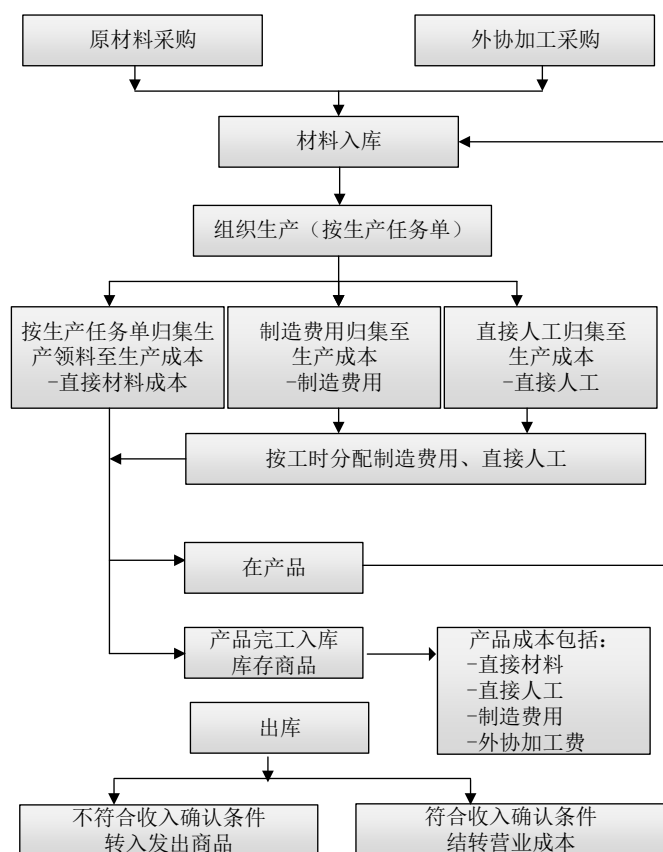 原材料采购
外协加工采购
材料入库
组织生产（按生产任务单）
按生产任务单归集生
产领料至生产成本
-直接材料成本
制造费用归集至
生产成本
-制造费用
直接人工归集至
生产成本
-直接人工
按工时分配制造费用、直接人工
在产品
产品完工入库
库存商品
产品成本包括：
-直接材料
-直接人工
-制造费用
-外协加工费
出库
不符合收入确认条件
转入发出商品
符合收入确认条件
结转营业成本